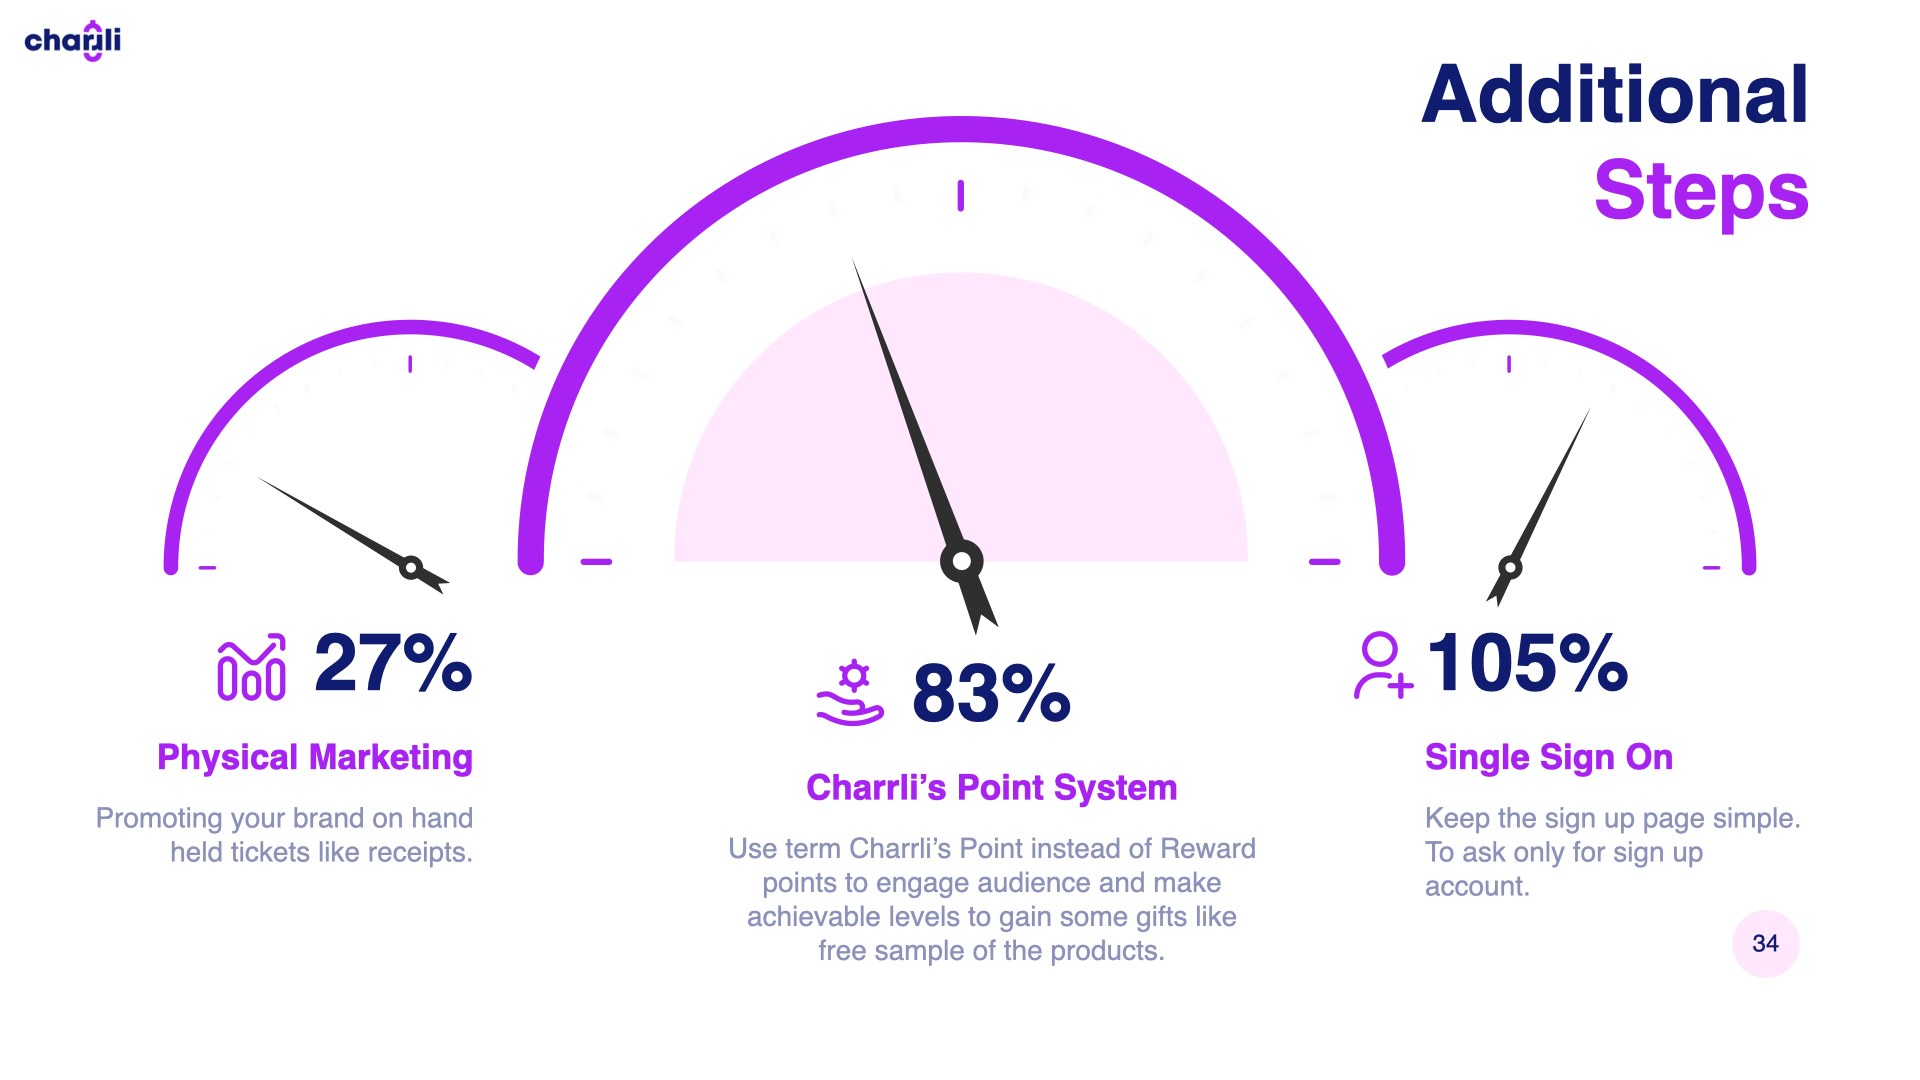 charrli
Additional
Steps
27%
Physical Marketing
Promoting your brand on hand
held tickets like receipts.
83%
Charrli’s Point System
Use term Charrli’s Point instead of Reward
points to engage audience and make
achievable levels to gain some gifts like
free sample of the products.
105%
Single Sign On
Keep the sign up page simple.
To ask only for sign up
account.
34